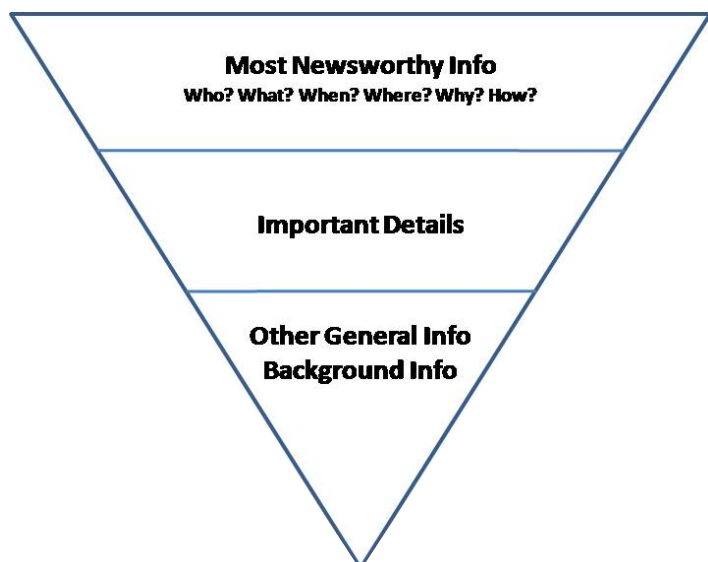 Most Newsworthy Info
Who? What? When? Where? Why? How?
Important Details
Other General Info
Background Info